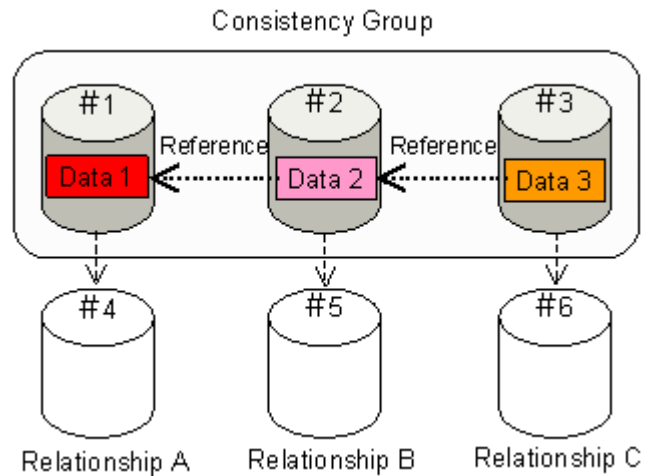 Consistency Group
#1 #2 #3
Reference Reference
Data 1 Data 2 Data 3
#4 #5 #6
Relationship A Relationship B Relationship C